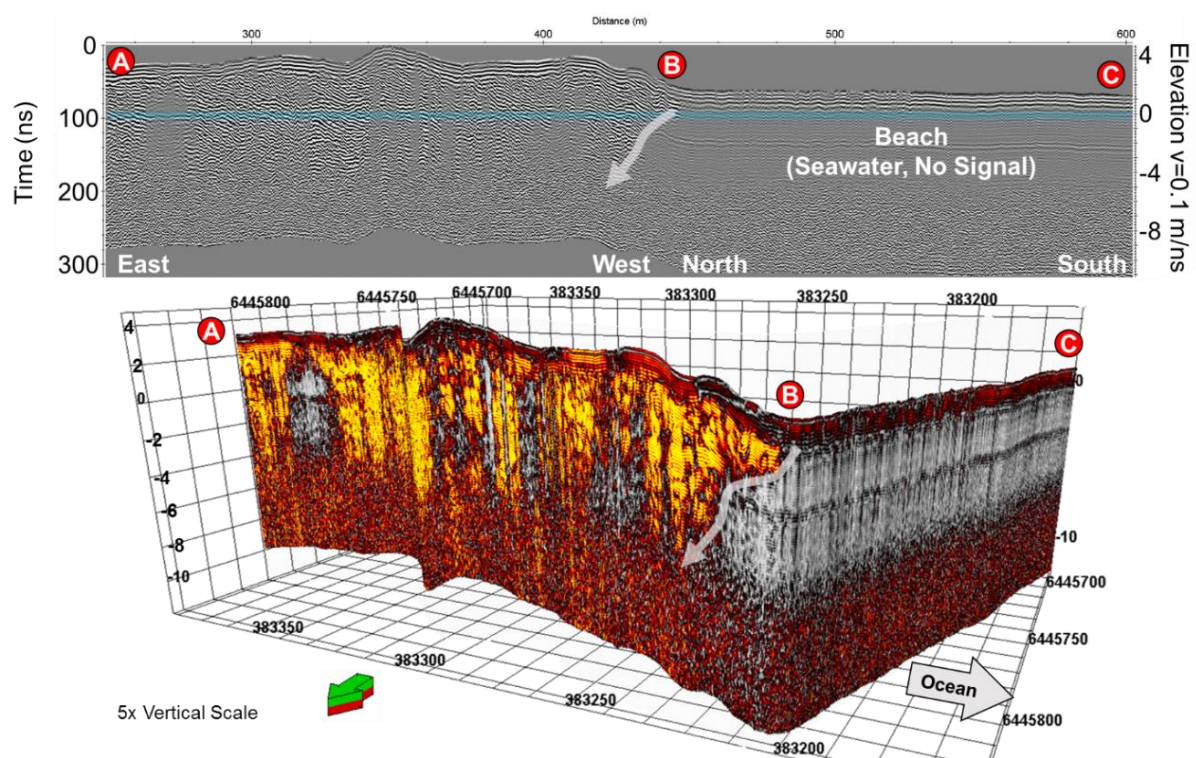 Distance (m)
300 400 500 600
0
100
200
300
Time (ns)
4
0
-4
-8
Elevation v=0.1 m/ns
A
B
C
Beach
(Seawater, No Signal)
East
West
North
South
6445800 6445750 6445700 383350 383300 383250 383200
4
2
0
-2
-4
-6
-8
-10
A
B
C
0
-10
6445700
6445750
6445800
383350
383300
383250
383200
Ocean
5x Vertical Scale